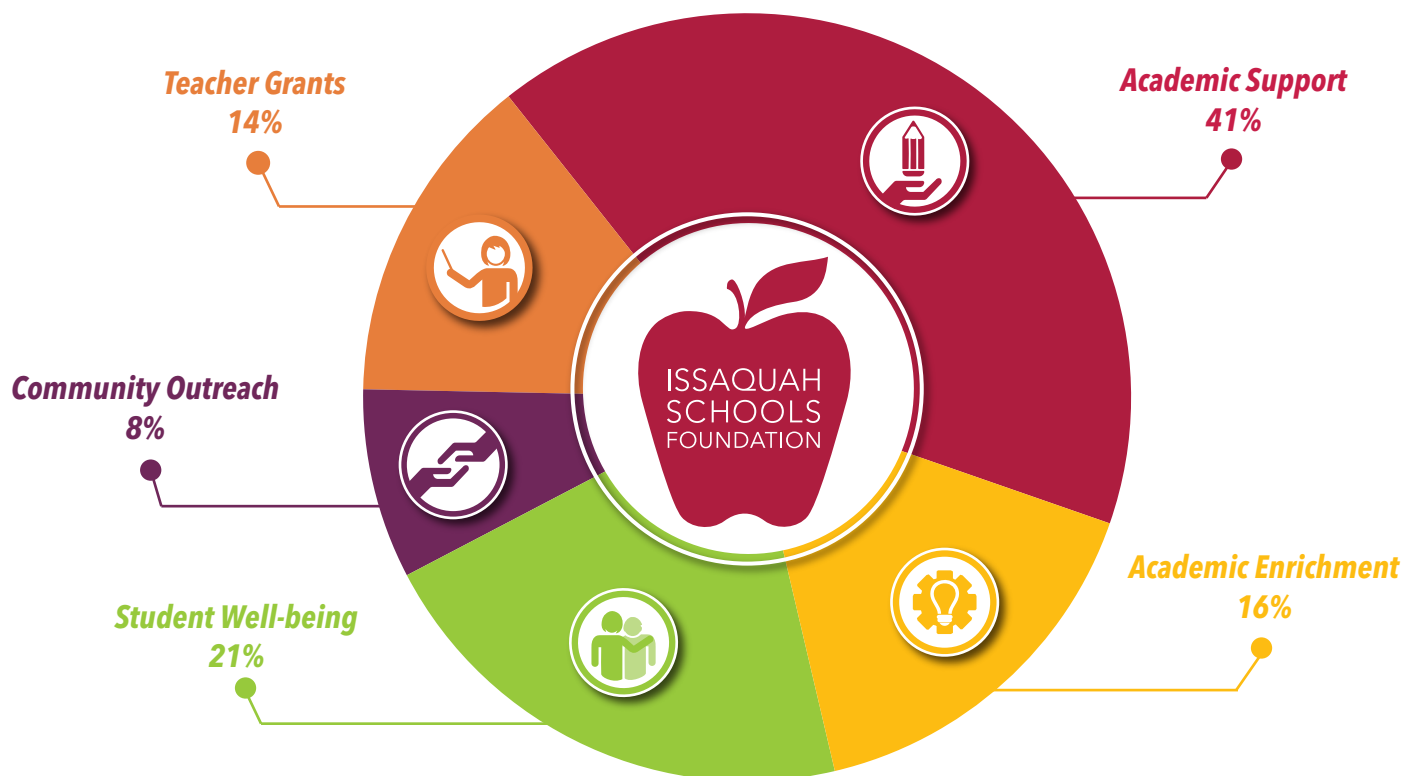 Teacher Grants
14%
Academic Support
41%
ISSAQUAH
SCHOOLS
FOUNDATION
Community Outreach
8%
Academic Enrichment
16%
Student Well-being
21%